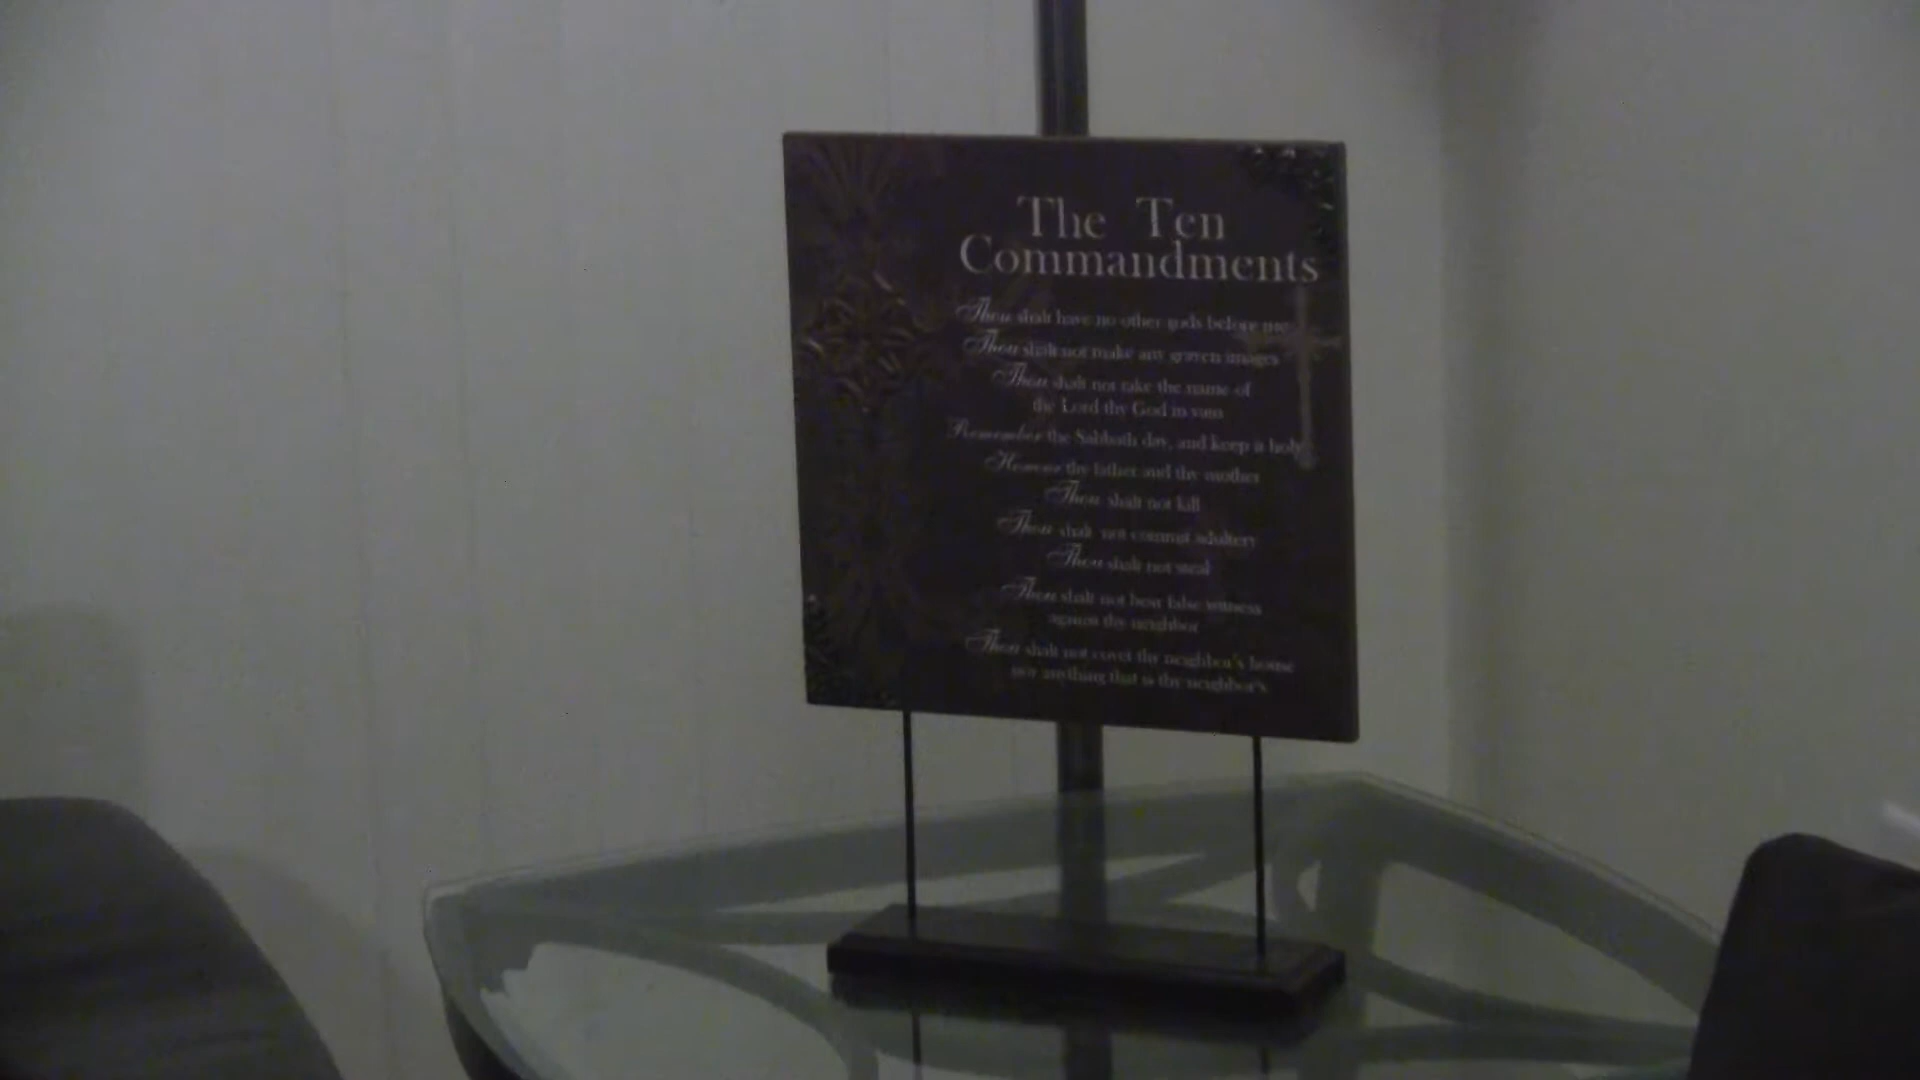 The Ten
Commandments
Thou shalt have no other gods before me
Thou shalt not make any graven images
Thou shalt not take the name of
the Lord thy God in vain
Remember the Sabbath day, and keep it holy
Honour thy father and thy mother
Thou shalt not kill
Thou shalt not commit adultery
Thou shalt not steal
Thou shalt not bear false witness
against thy neighbor
Thou shalt not covet thy neighbor's house
nor anything that is thy neighbor's